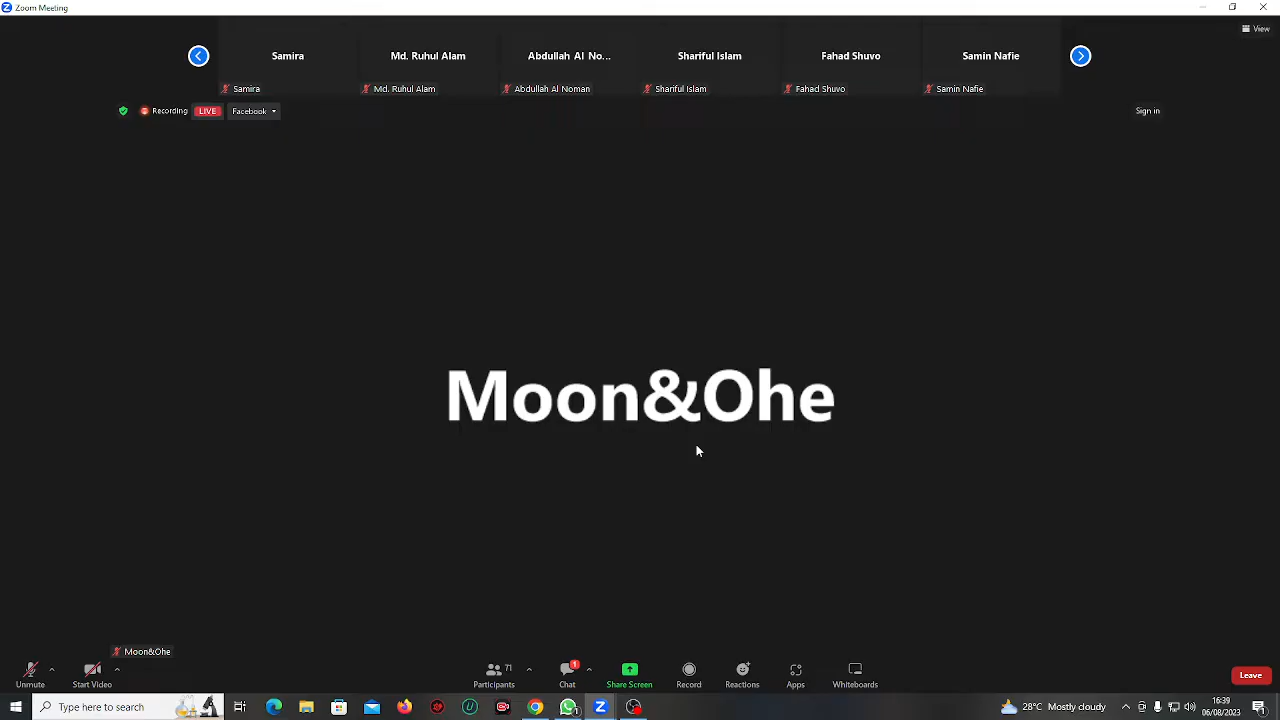 Zoom Meeting
View
Samira
Md. Ruhul Alam
Abdullah Al No...
Shariful Islam
Fahad Shuvo
Samin Nafie
Samira
Md. Ruhul Alam
Abdullah Al Noman
Shariful Islam
Fahad Shuvo
Samin Nafie
Recording
LIVE
Facebook
Sign in
Moon&Ohe
Moon&Ohe
71
1
Unmute
Start Video
Participants
Chat
Share Screen
Record
Reactions
Apps
Whiteboards
Leave
Type here to search
28°C Mostly cloudy
16:39
06/08/2023